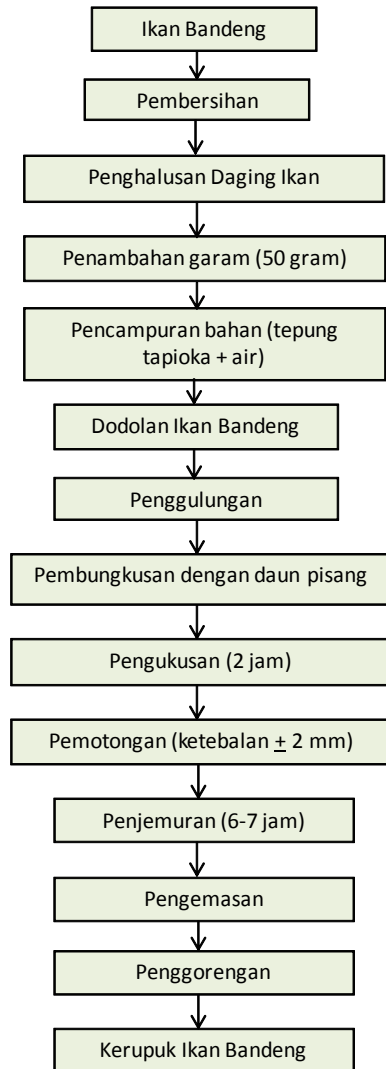 Ikan Bandeng
Pembersihan
Penghalusan Daging Ikan
Penambahan garam (50 gram)
Pencampuran bahan (tepung
tapioka + air)
Dodolan Ikan Bandeng
Penggulungan
Pembungkusan dengan daun pisang
Pengukusan (2 jam)
Pemotongan (ketebalan + 2 mm)
Penjemuran (6-7 jam)
Pengemasan
Penggorengan
Kerupuk Ikan Bandeng